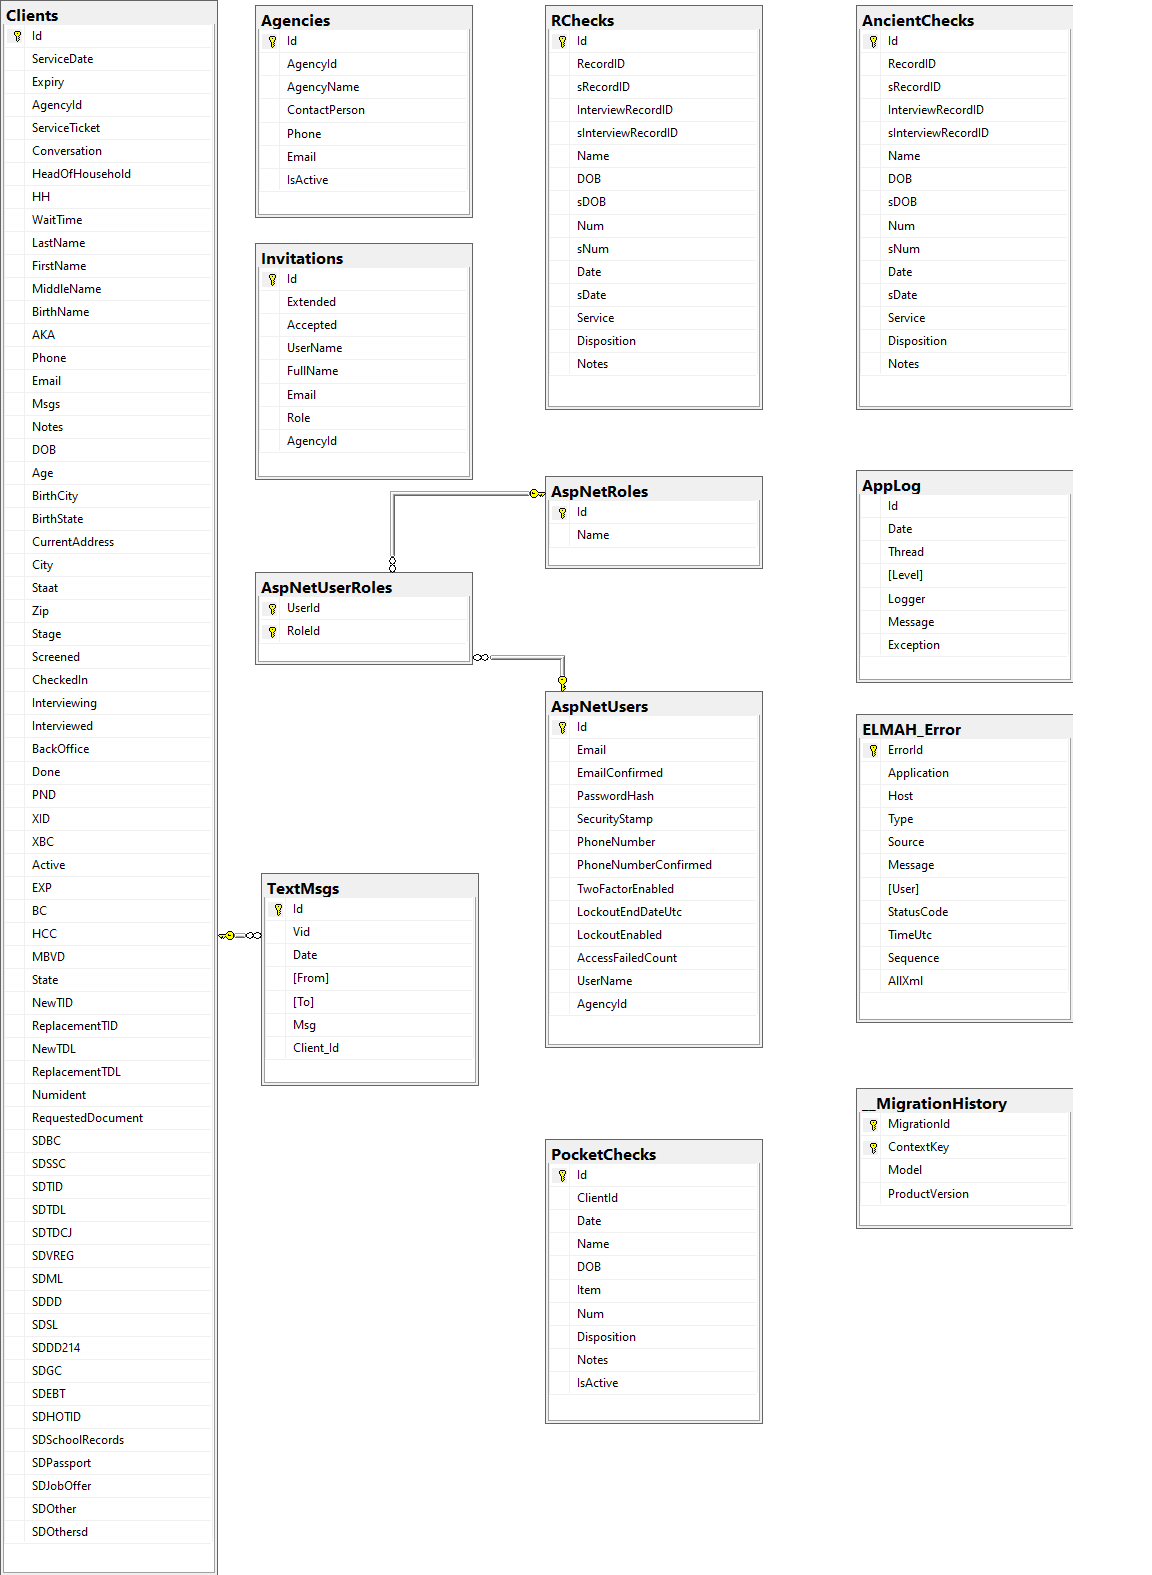 Clients
Id
ServiceDate
Expiry
AgencyId
ServiceTicket
Conversation
HeadOfHousehold
HH
WaitTime
LastName
FirstName
MiddleName
BirthName
AKA
Phone
Email
Msgs
Notes
DOB
Age
BirthCity
BirthState
CurrentAddress
City
Staat
Zip
Stage
Screened
CheckedIn
Interviewing
Interviewed
BackOffice
Done
PND
XID
XBC
Active
EXP
BC
HCC
MBVD
State
NewTID
ReplacementTID
NewTDL
ReplacementTDL
Numident
RequestedDocument
SDBC
SDSSC
SDTID
SDTDL
SDTDCJ
SDVREG
SDML
SDDD
SDSL
SDDD214
SDGC
SDEBT
SDHOTID
SDSchoolRecords
SDPassport
SDJobOffer
SDOther
SDOthersd
Agencies
Id
AgencyId
AgencyName
ContactPerson
Phone
Email
IsActive
Invitations
Id
Extended
Accepted
UserName
FullName
Email
Role
AgencyId
AspNetUserRoles
UserId
RoleId
TextMsgs
Id
Vid
Date
[From]
[To]
Msg
Client_Id
RChecks
Id
RecordID
sRecordID
InterviewRecordID
sInterviewRecordID
Name
DOB
sDOB
Num
sNum
Date
sDate
Service
Disposition
Notes
AspNetRoles
Id
Name
AspNetUsers
Id
Email
EmailConfirmed
PasswordHash
SecurityStamp
PhoneNumber
PhoneNumberConfirmed
TwoFactorEnabled
LockoutEndDateUtc
LockoutEnabled
AccessFailedCount
UserName
AgencyId
PocketChecks
Id
ClientId
Date
Name
DOB
Item
Num
Disposition
Notes
IsActive
AncientChecks
Id
RecordID
sRecordID
InterviewRecordID
sInterviewRecordID
Name
DOB
sDOB
Num
sNum
Date
sDate
Service
Disposition
Notes
AppLog
Id
Date
Thread
[Level]
Logger
Message
Exception
ELMAH_Error
ErrorId
Application
Host
Type
Source
Message
[User]
StatusCode
TimeUtc
Sequence
AllXml
__MigrationHistory
MigrationId
ContextKey
Model
ProductVersion